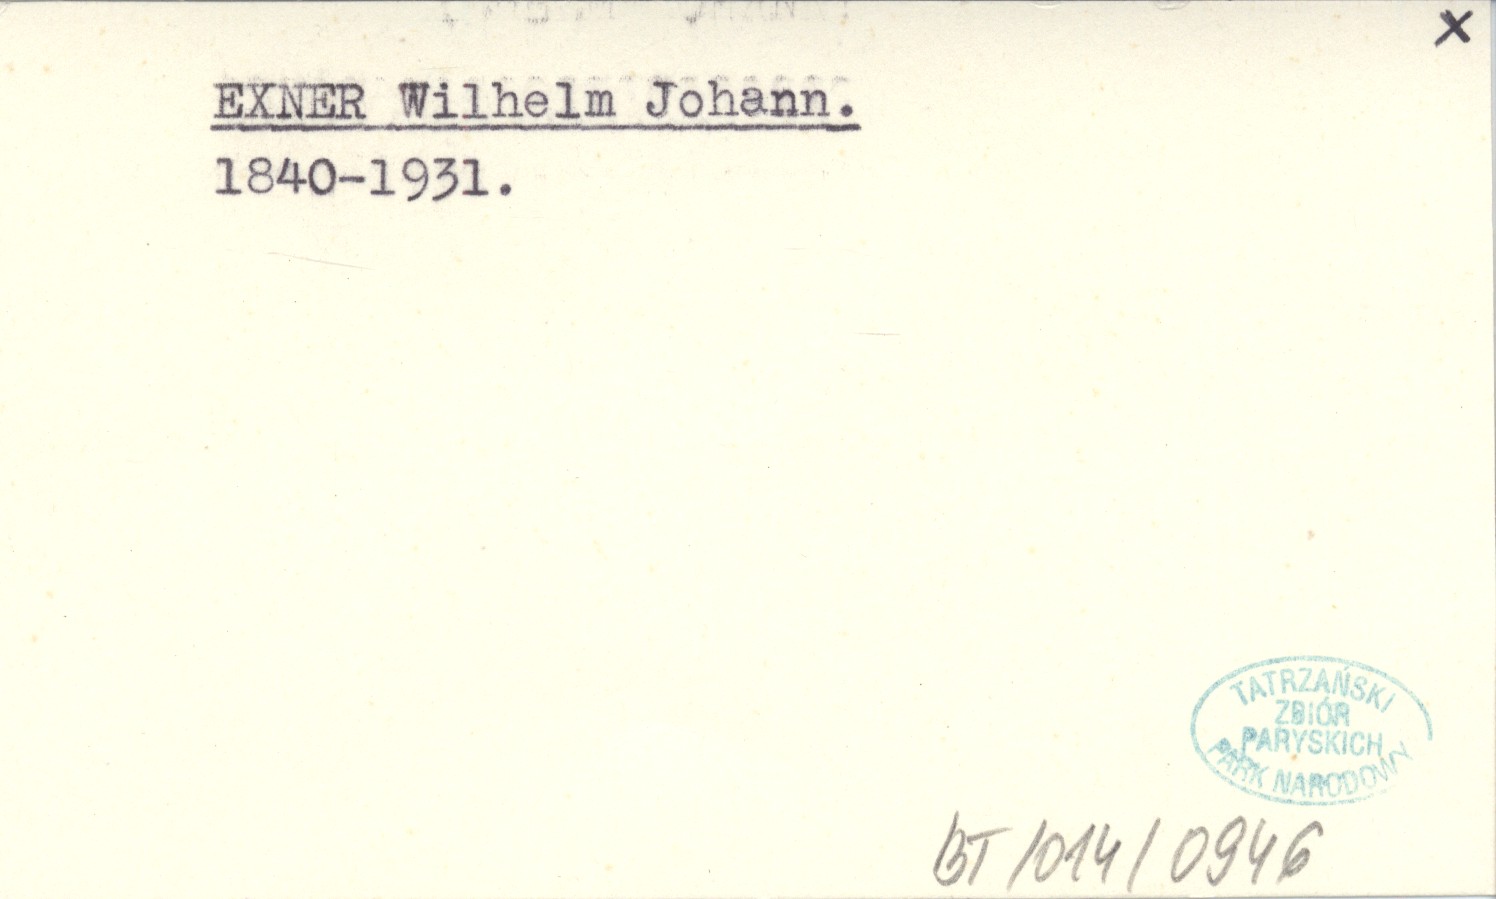 X
EXNER Wilhelm Johann.
1840-1931.
TATRZAŃSKI
ZBIÓR
PARYSKICH
PARK NARODOWY
BT/014/0946